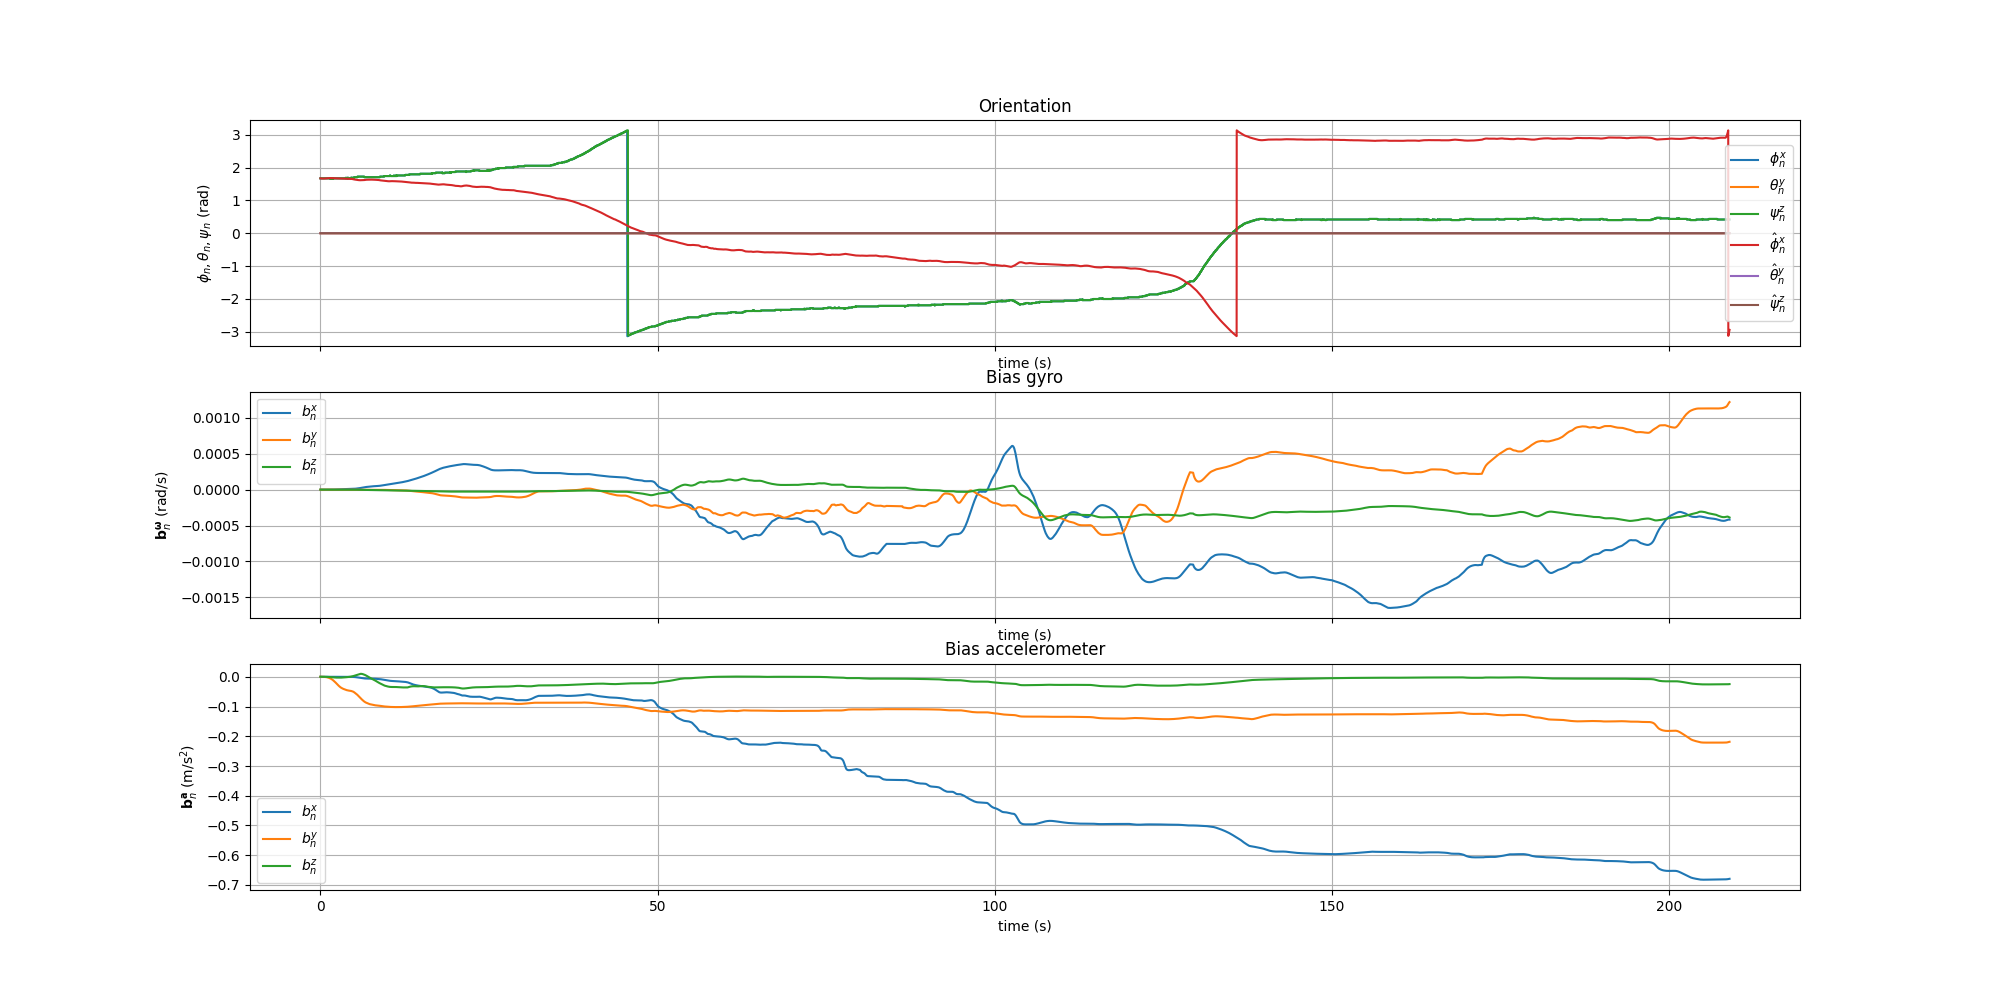 Orientation
3
2
1
0
−1
−2
−3
ϕₙ, θₙ, ψₙ (rad)
ϕₙˣ
θₙʸ
ψₙᶻ
ϕ̂ₙˣ
θ̂ₙʸ
ψ̂ₙᶻ
time (s)
Bias gyro
0.0010
0.0005
0.0000
−0.0005
−0.0010
−0.0015
𝐛ₙ^𝛚 (rad/s)
bₙˣ
bₙʸ
bₙᶻ
time (s)
Bias accelerometer
0.0
−0.1
−0.2
−0.3
−0.4
−0.5
−0.6
−0.7
𝐛ₙ^𝐚 (m/s²)
bₙˣ
bₙʸ
bₙᶻ
0 50 100 150 200
time (s)